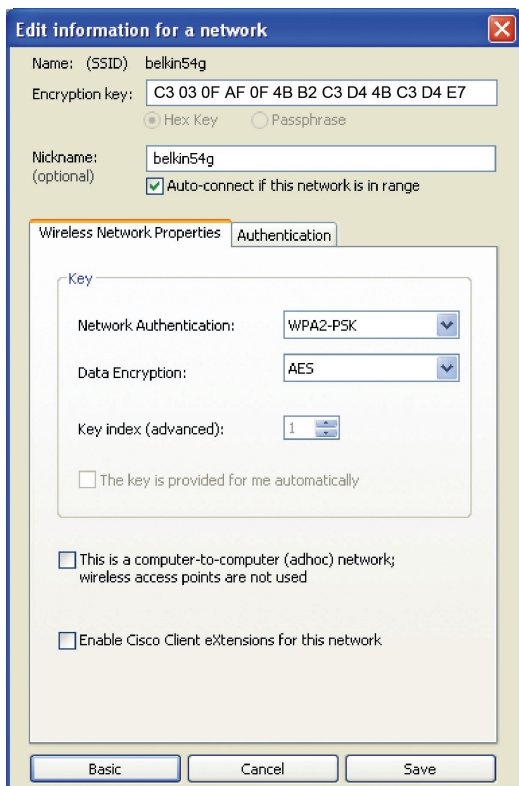 Edit information for a network
Name: (SSID) belkin54g
Encryption key: C3 03 0F AF 0F 4B B2 C3 D4 4B C3 D4 E7
Hex Key Passphrase
Nickname: belkin54g
(optional)
Auto-connect if this network is in range
Wireless Network Properties Authentication
Key
Network Authentication: WPA2-PSK
Data Encryption: AES
Key index (advanced): 1
The key is provided for me automatically
This is a computer-to-computer (adhoc) network;
wireless access points are not used
Enable Cisco Client eXtensions for this network
Basic Cancel Save